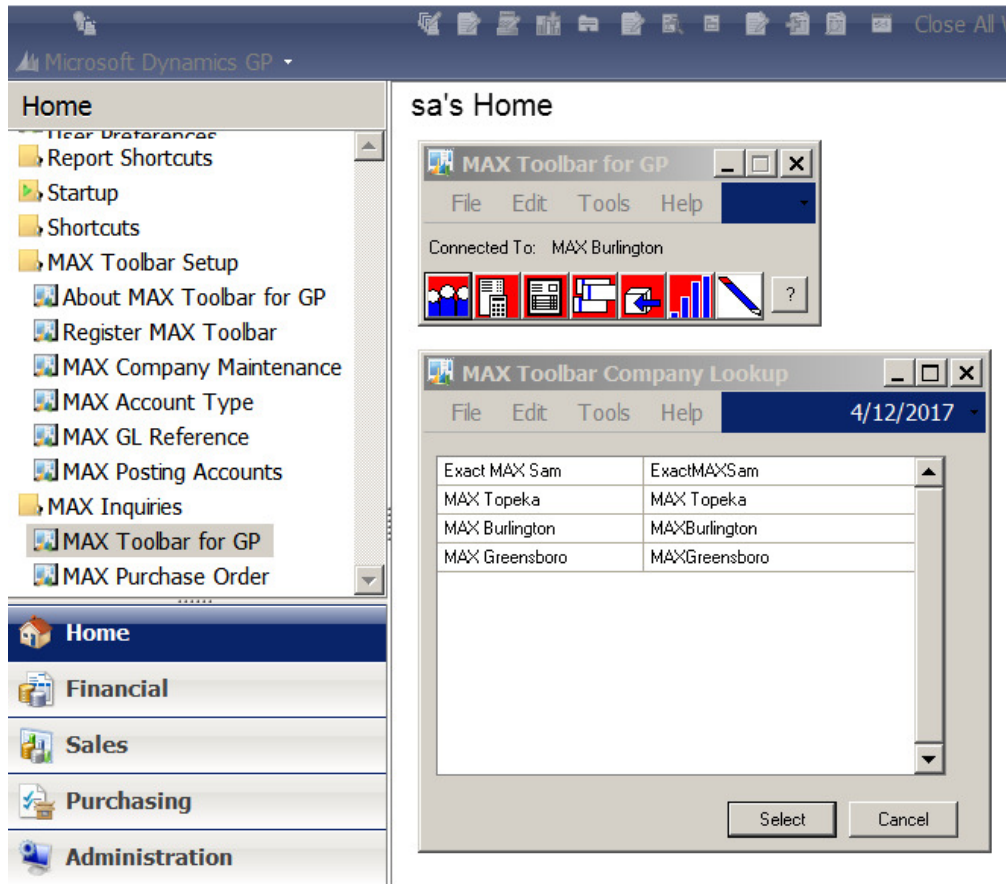 Close All
Microsoft Dynamics GP
Home
User Preferences
Report Shortcuts
Startup
Shortcuts
MAX Toolbar Setup
About MAX Toolbar for GP
Register MAX Toolbar
MAX Company Maintenance
MAX Account Type
MAX GL Reference
MAX Posting Accounts
MAX Inquiries
MAX Toolbar for GP
MAX Purchase Order
Home
Financial
Sales
Purchasing
Administration
sa's Home
MAX Toolbar for GP
File Edit Tools Help
Connected To: MAX Burlington
?
MAX Toolbar Company Lookup
File Edit Tools Help 4/12/2017
Exact MAX Sam ExactMAXSam
MAX Topeka MAX Topeka
MAX Burlington MAXBurlington
MAX Greensboro MAXGreensboro
Select Cancel